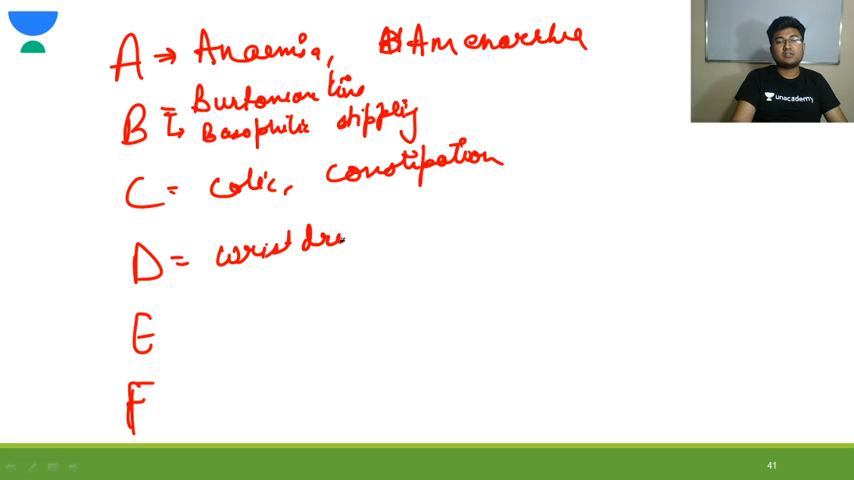 A → Anaemia, Amenorrhea
B = Burtonian line
↳ Basophilic stippling
C = colic, constipation
D = wrist dro
E
F
unacademy
41